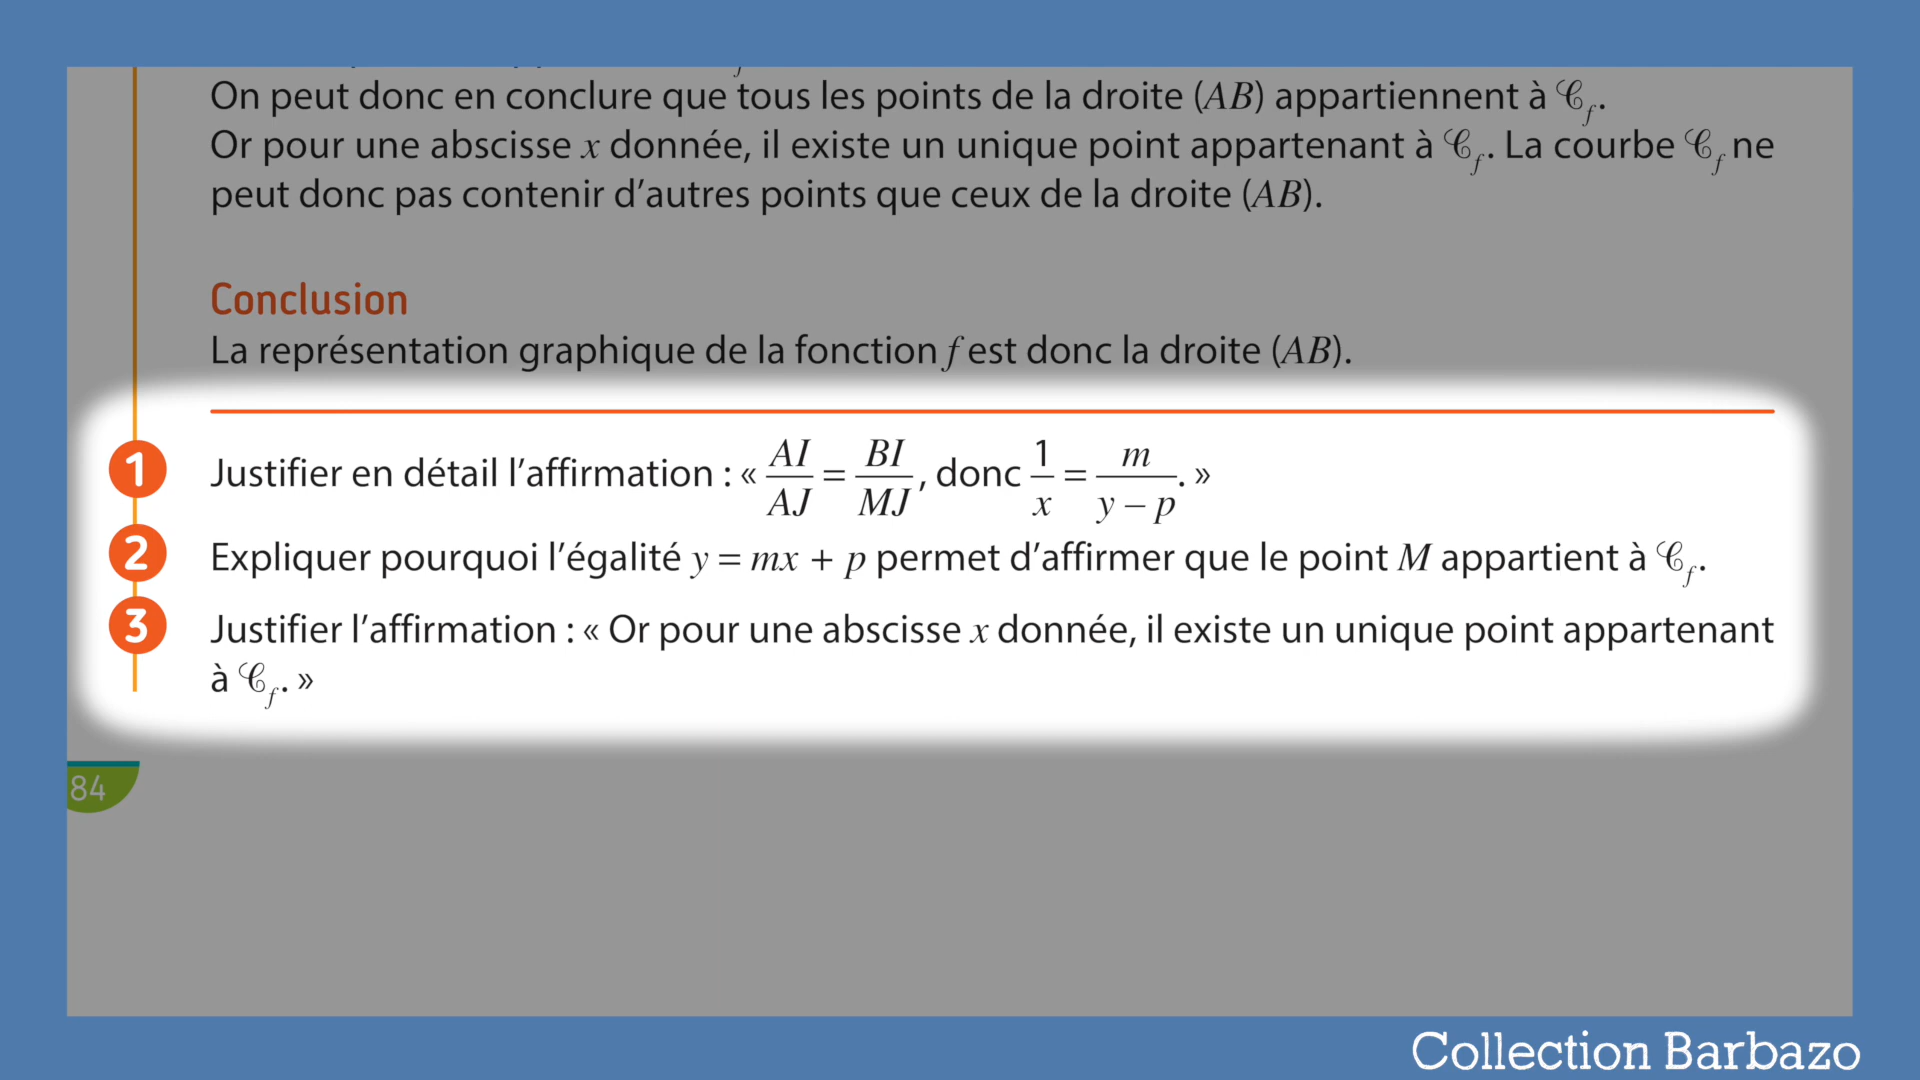 On peut donc en conclure que tous les points de la droite (AB) appartiennent à 𝒞f.
Or pour une abscisse x donnée, il existe un unique point appartenant à 𝒞f. La courbe 𝒞f ne
peut donc pas contenir d’autres points que ceux de la droite (AB).
Conclusion
La représentation graphique de la fonction f est donc la droite (AB).
1 Justifier en détail l’affirmation : « AI/AJ = BI/MJ, donc 1/x = m/(y – p). »
2 Expliquer pourquoi l’égalité y = mx + p permet d’affirmer que le point M appartient à 𝒞f.
3 Justifier l’affirmation : « Or pour une abscisse x donnée, il existe un unique point appartenant
à 𝒞f. »
84
Collection Barbazo